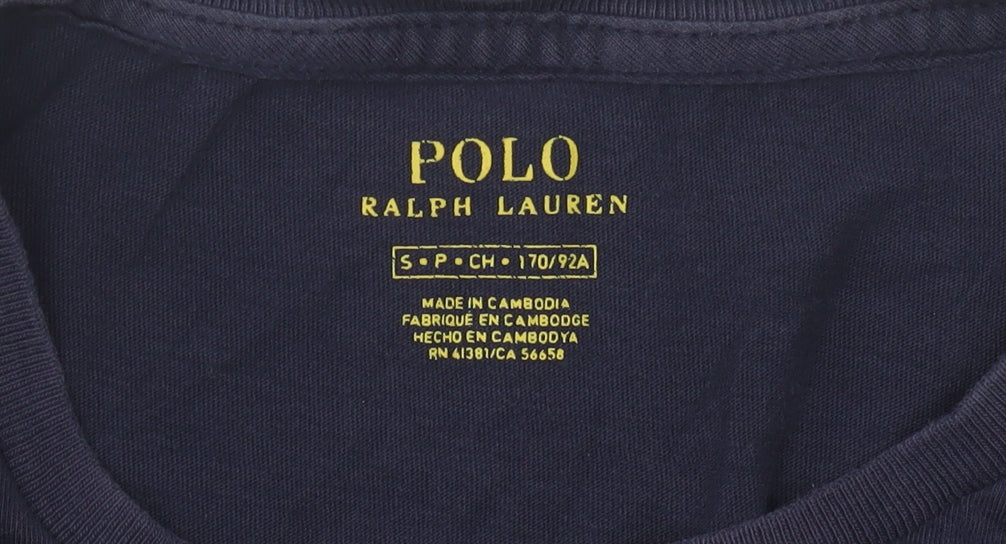 POLO
RALPH LAUREN
S • P • CH • 170/92A
MADE IN CAMBODIA
FABRIQUÉ EN CAMBODGE
HECHO EN CAMBODYA
RN 41381/CA 56658